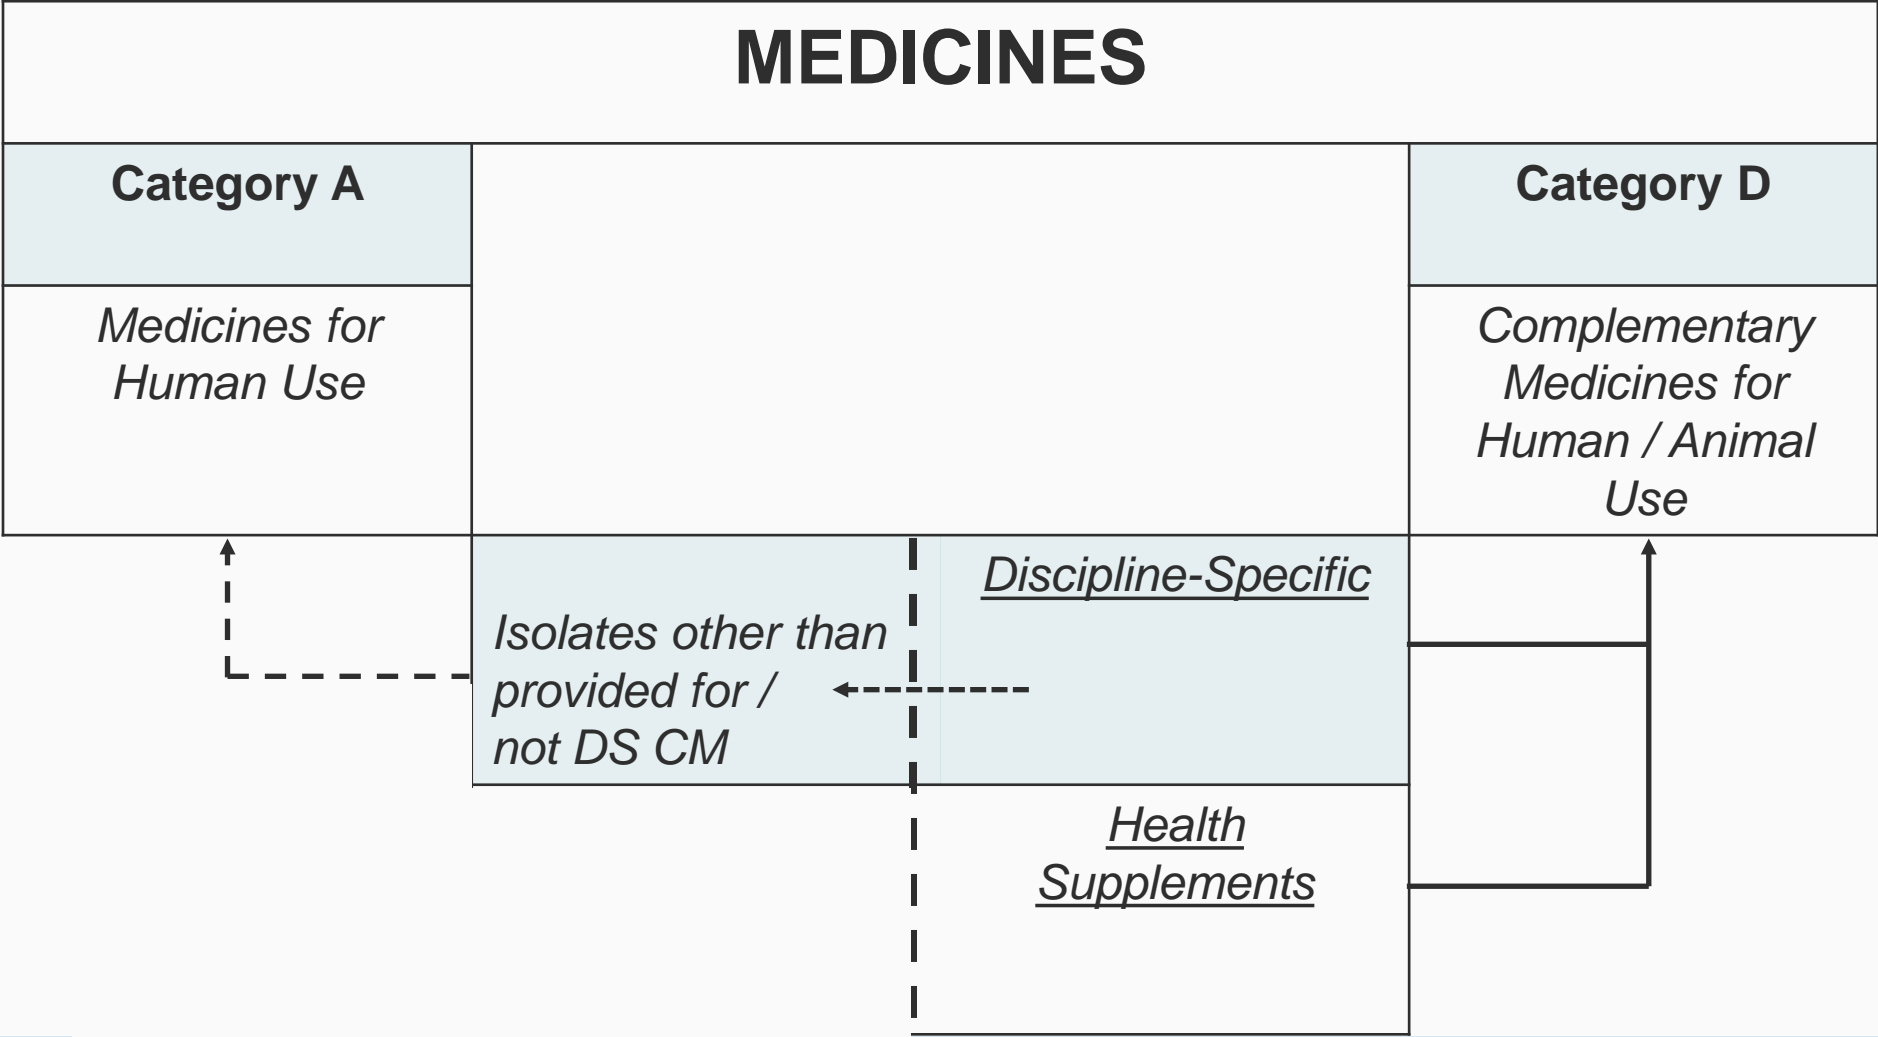 MEDICINES
Category A
Category D
Medicines for
Human Use
Complementary
Medicines for
Human / Animal
Use
Discipline-Specific
Isolates other than
provided for /
not DS CM
Health
Supplements